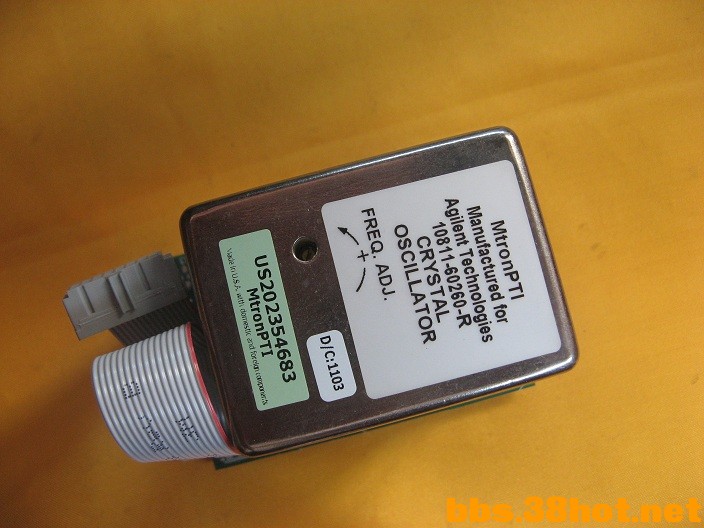 MtronPTI
Manufactured for
Agilent Technologies
10811-60260-R
CRYSTAL
OSCILLATOR
FREQ. ADJ.
+
D/C:1103
US202354683
MtronPTI
Made in U.S.A. with domestic and foreign components
bbs.38hot.net